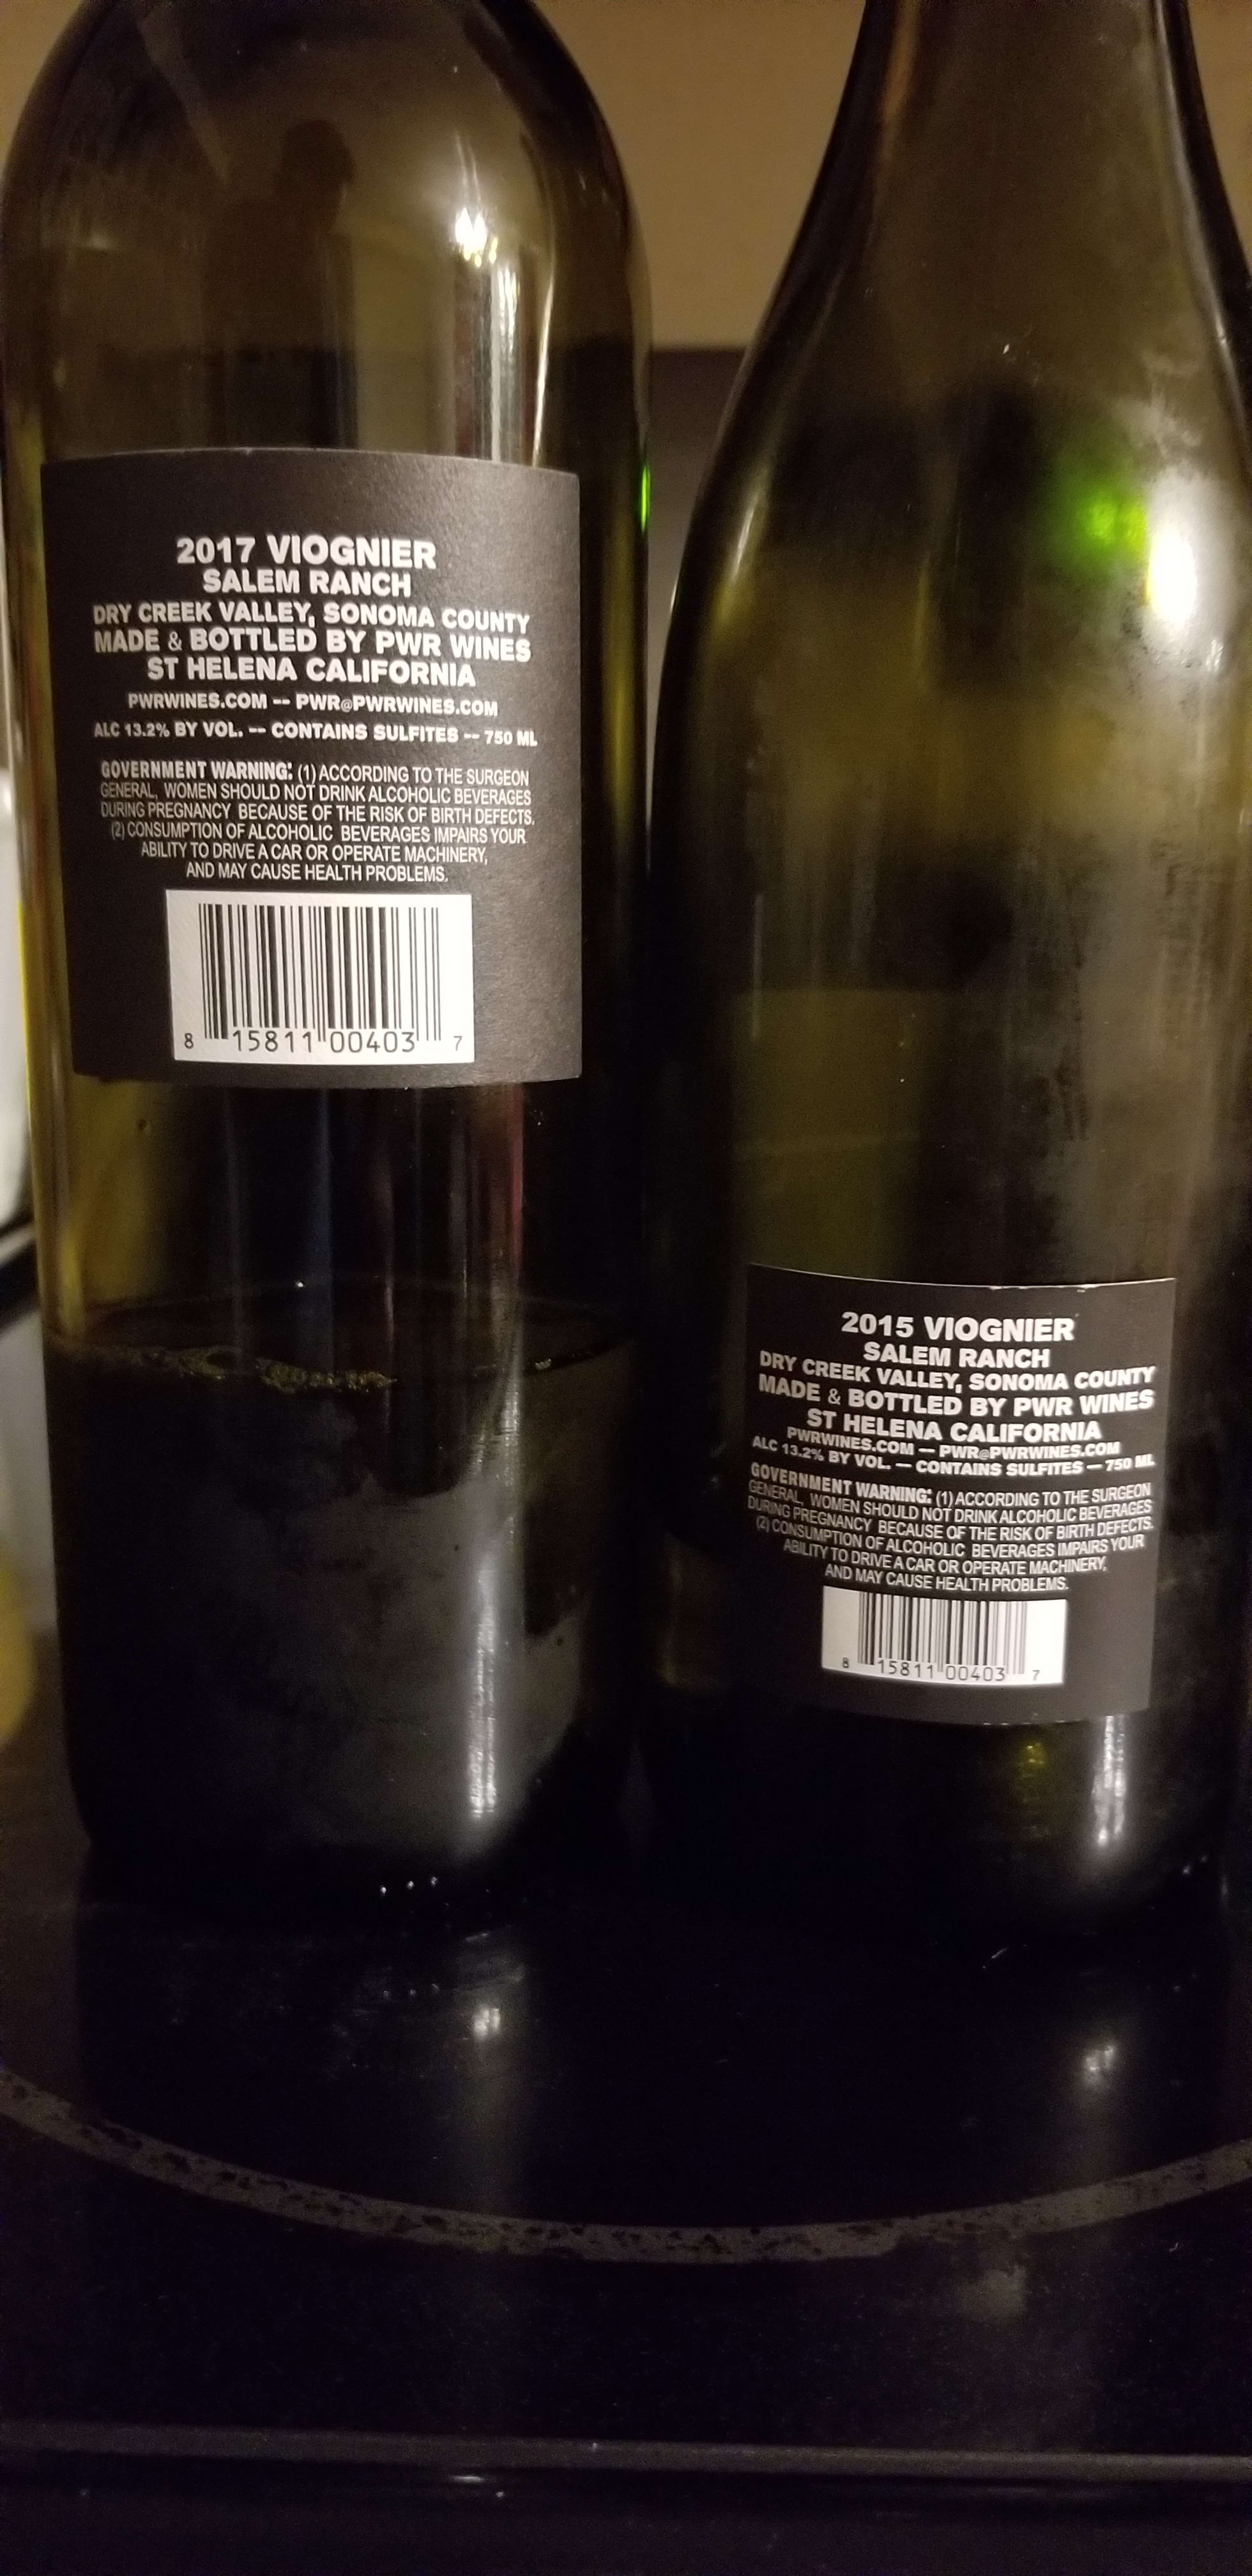 2017 VIOGNIER
SALEM RANCH
DRY CREEK VALLEY, SONOMA COUNTY
MADE & BOTTLED BY PWR WINES
ST HELENA CALIFORNIA
PWRWINES.COM -- PWR@PWRWINES.COM
ALC 13.2% BY VOL. -- CONTAINS SULFITES -- 750 ML
GOVERNMENT WARNING: (1) ACCORDING TO THE SURGEON
GENERAL, WOMEN SHOULD NOT DRINK ALCOHOLIC BEVERAGES
DURING PREGNANCY BECAUSE OF THE RISK OF BIRTH DEFECTS.
(2) CONSUMPTION OF ALCOHOLIC BEVERAGES IMPAIRS YOUR
ABILITY TO DRIVE A CAR OR OPERATE MACHINERY,
AND MAY CAUSE HEALTH PROBLEMS.
8 15811 00403 7
2015 VIOGNIER
SALEM RANCH
DRY CREEK VALLEY, SONOMA COUNTY
MADE & BOTTLED BY PWR WINES
ST HELENA CALIFORNIA
PWRWINES.COM — PWR@PWRWINES.COM
ALC 13.2% BY VOL. — CONTAINS SULFITES — 750 ML
GOVERNMENT WARNING: (1) ACCORDING TO THE SURGEON
GENERAL, WOMEN SHOULD NOT DRINK ALCOHOLIC BEVERAGES
DURING PREGNANCY BECAUSE OF THE RISK OF BIRTH DEFECTS.
(2) CONSUMPTION OF ALCOHOLIC BEVERAGES IMPAIRS YOUR
ABILITY TO DRIVE A CAR OR OPERATE MACHINERY,
AND MAY CAUSE HEALTH PROBLEMS.
8 15811 00403 7